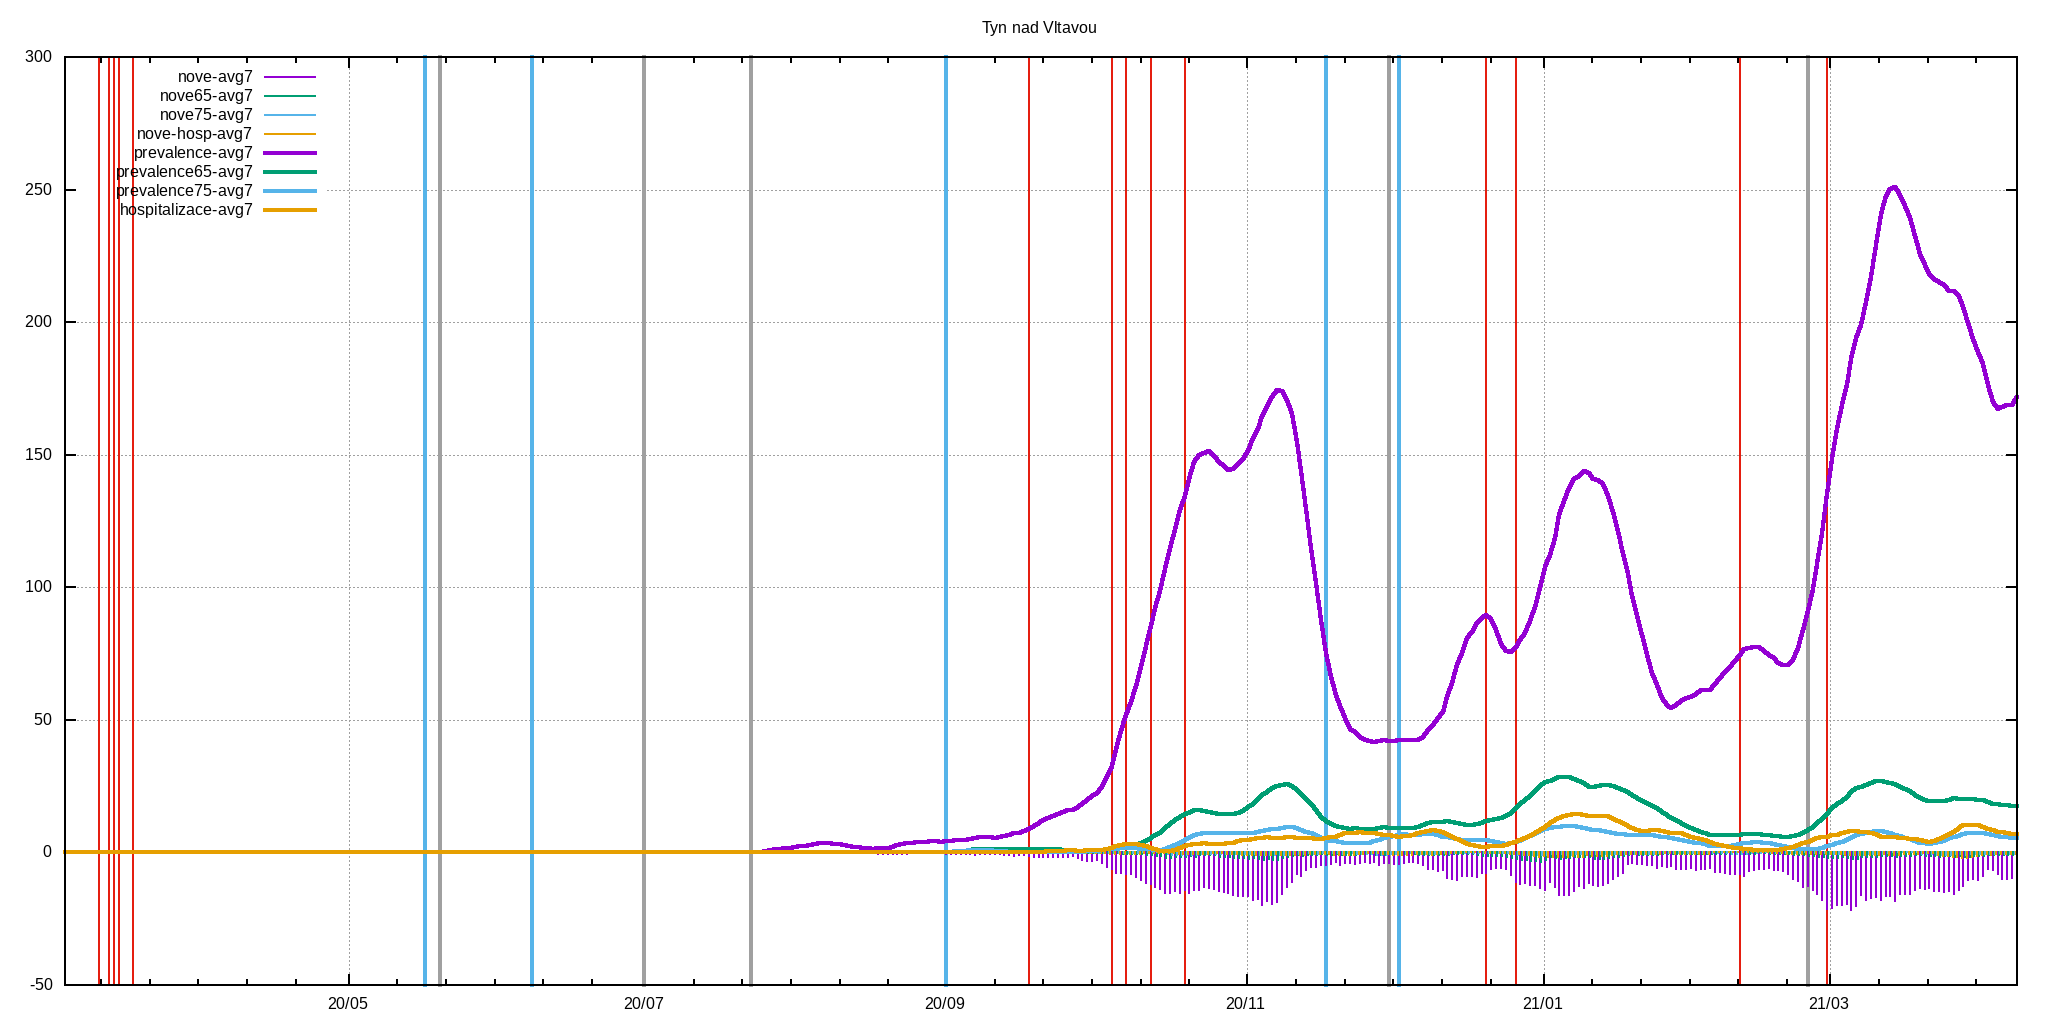 Tyn nad Vltavou
300
250
200
150
100
50
0
-50
nove-avg7
nove65-avg7
nove75-avg7
nove-hosp-avg7
prevalence-avg7
prevalence65-avg7
prevalence75-avg7
hospitalizace-avg7
20/05 20/07 20/09 20/11 21/01 21/03